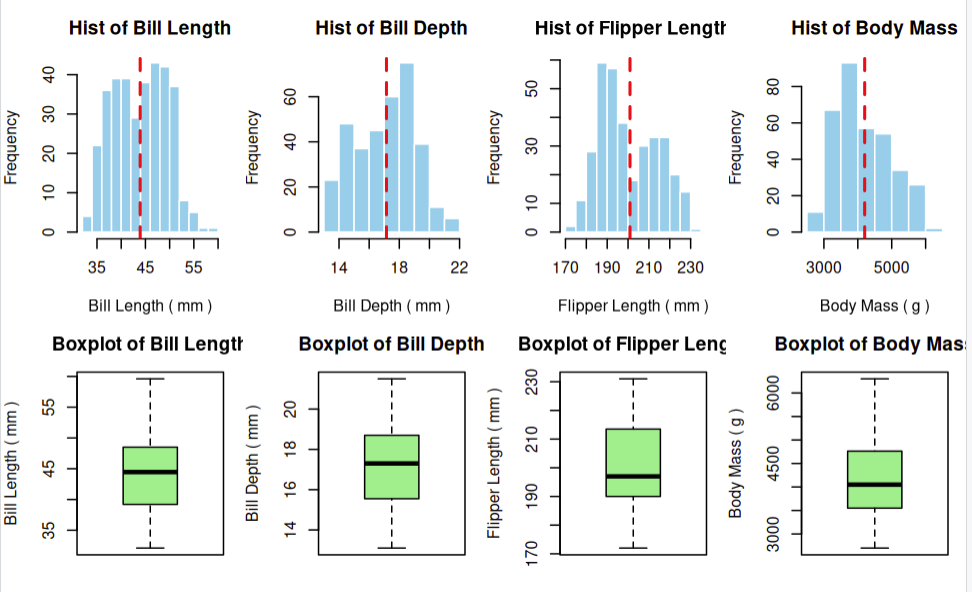 Hist of Bill Length
Frequency
0 10 20 30 40
35 45 55
Bill Length ( mm )
Hist of Bill Depth
Frequency
0 20 40 60
14 18 22
Bill Depth ( mm )
Hist of Flipper Length
Frequency
0 10 30 50
170 190 210 230
Flipper Length ( mm )
Hist of Body Mass
Frequency
0 20 40 60 80
3000 5000
Body Mass ( g )
Boxplot of Bill Length
Bill Length ( mm )
35 45 55
Boxplot of Bill Depth
Bill Depth ( mm )
14 16 18 20
Boxplot of Flipper Leng
Flipper Length ( mm )
170 190 210 230
Boxplot of Body Mas
Body Mass ( g )
3000 4500 6000